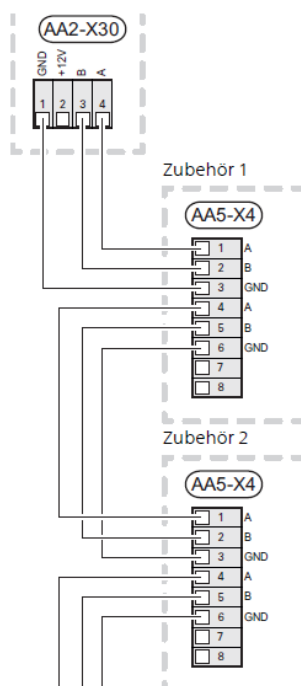 AA2-X30
GND +12V B A
1 2 3 4
Zubehör 1
AA5-X4
1 A
2 B
3 GND
4 A
5 B
6 GND
7
8
Zubehör 2
AA5-X4
1 A
2 B
3 GND
4 A
5 B
6 GND
7
8